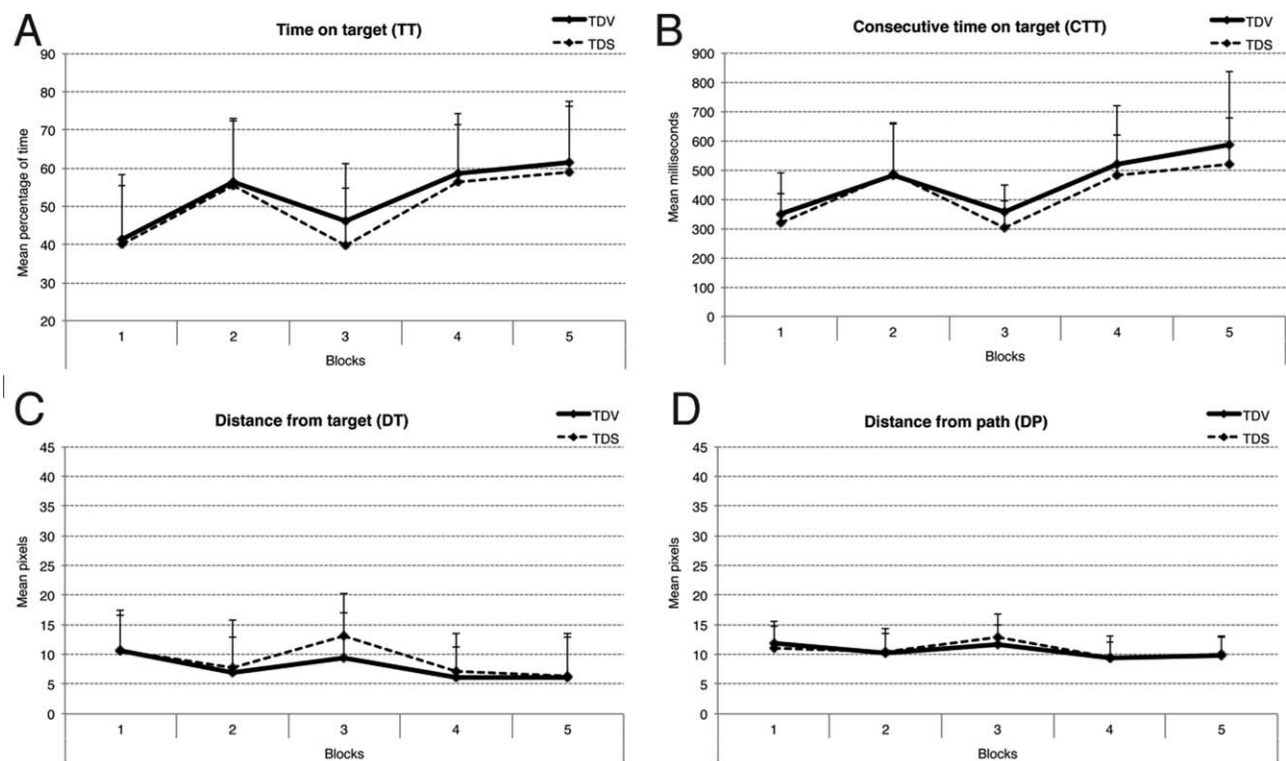 A
Time on target (TT)
TDV
TDS
Mean percentage of time
90
80
70
60
50
40
30
20
1 2 3 4 5
Blocks
B
Consecutive time on target (CTT)
TDV
TDS
Mean milliseconds
900
800
700
600
500
400
300
200
100
0
1 2 3 4 5
Blocks
C
Distance from target (DT)
TDV
TDS
Mean pixels
45
40
35
30
25
20
15
10
5
0
1 2 3 4 5
Blocks
D
Distance from path (DP)
TDV
TDS
Mean pixels
45
40
35
30
25
20
15
10
5
0
1 2 3 4 5
Blocks